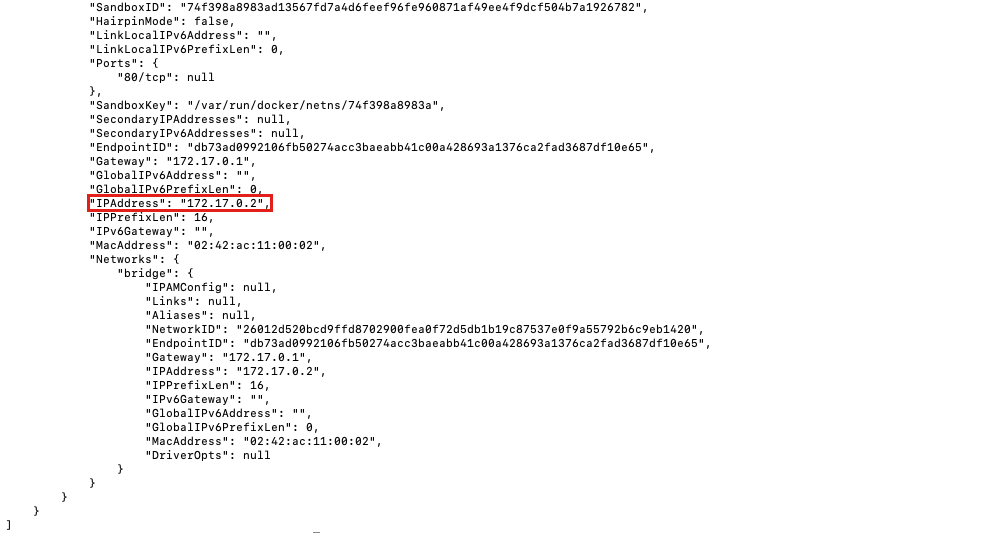 "SandboxID": "74f398a8983ad13567fd7a4d6feef96fe960871af49ee4f9dcf504b7a1926782",
"HairpinMode": false,
"LinkLocalIPv6Address": "",
"LinkLocalIPv6PrefixLen": 0,
"Ports": {
"80/tcp": null
},
"SandboxKey": "/var/run/docker/netns/74f398a8983a",
"SecondaryIPAddresses": null,
"SecondaryIPv6Addresses": null,
"EndpointID": "db73ad0992106fb50274acc3baeabb41c00a428693a1376ca2fad3687df10e65",
"Gateway": "172.17.0.1",
"GlobalIPv6Address": "",
"GlobalIPv6PrefixLen": 0,
"IPAddress": "172.17.0.2",
"IPPrefixLen": 16,
"IPv6Gateway": "",
"MacAddress": "02:42:ac:11:00:02",
"Networks": {
"bridge": {
"IPAMConfig": null,
"Links": null,
"Aliases": null,
"NetworkID": "26012d520bcd9ffd8702900fea0f72d5db1b19c87537e0f9a55792b6c9eb1420",
"EndpointID": "db73ad0992106fb50274acc3baeabb41c00a428693a1376ca2fad3687df10e65",
"Gateway": "172.17.0.1",
"IPAddress": "172.17.0.2",
"IPPrefixLen": 16,
"IPv6Gateway": "",
"GlobalIPv6Address": "",
"GlobalIPv6PrefixLen": 0,
"MacAddress": "02:42:ac:11:00:02",
"DriverOpts": null
}
}
}
}
]